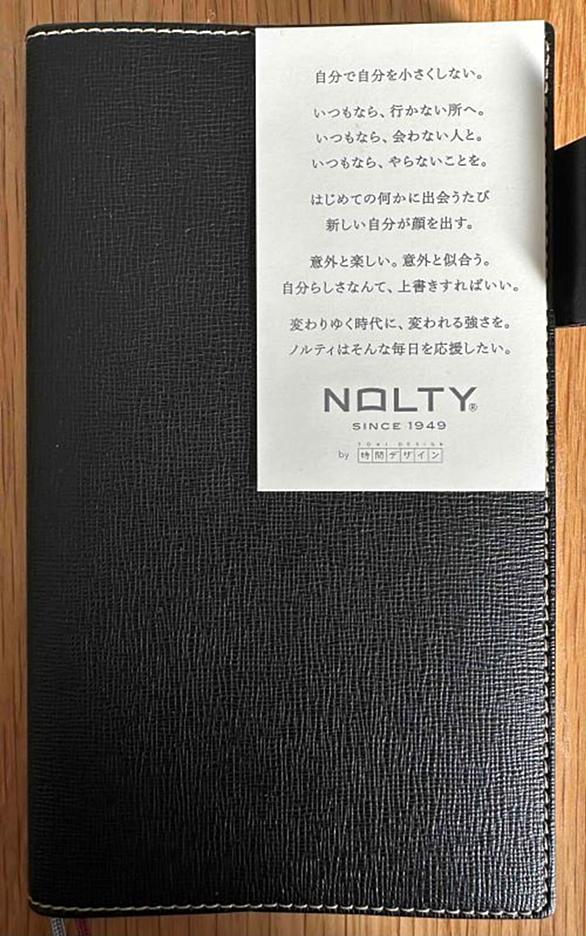 自分で自分を小さくしない。
いつもなら、行かない所へ。
いつもなら、会わない人と。
いつもなら、やらないことを。
はじめての何かに出会うたび
新しい自分が顔を出す。
意外と楽しい。意外と似合う。
自分らしさなんて、上書きすればいい。
変わりゆく時代に、変われる強さを。
ノルティはそんな毎日を応援したい。
NOLTY®
SINCE 1949
by 時間デザイン